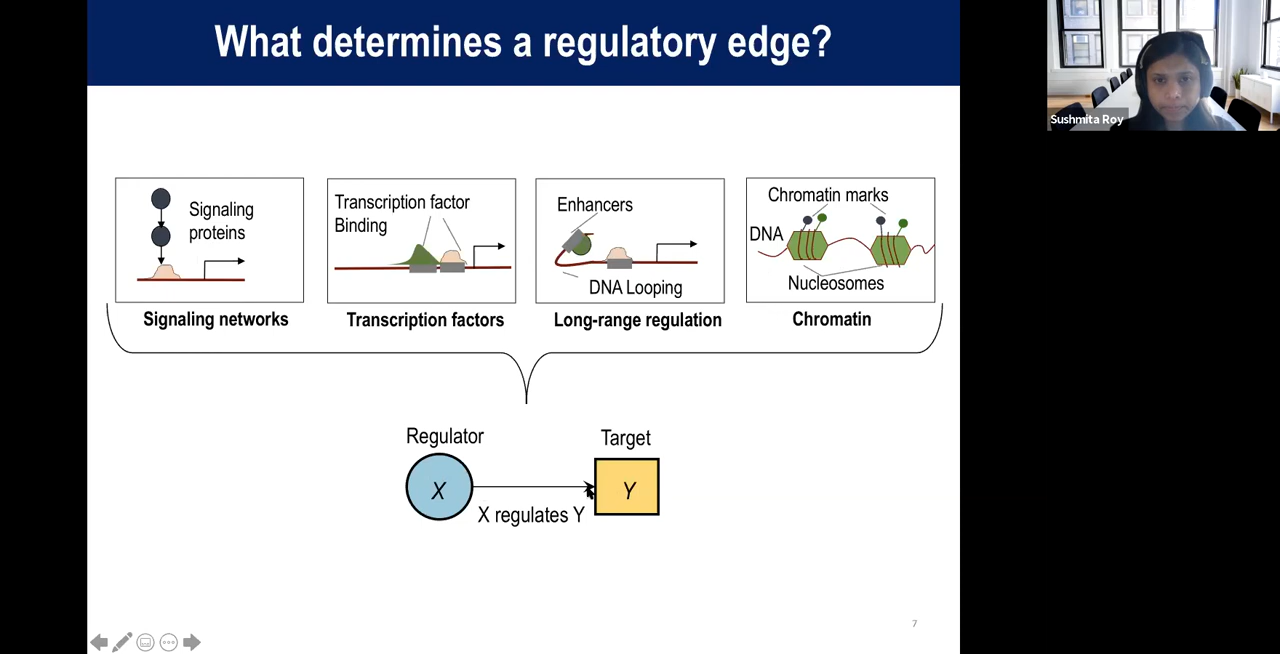 What determines a regulatory edge?
Sushmita Roy
Signaling
proteins
Transcription factor
Binding
Enhancers
DNA Looping
Chromatin marks
DNA
Nucleosomes
Signaling networks
Transcription factors
Long-range regulation
Chromatin
Regulator
Target
X
Y
X regulates Y
7